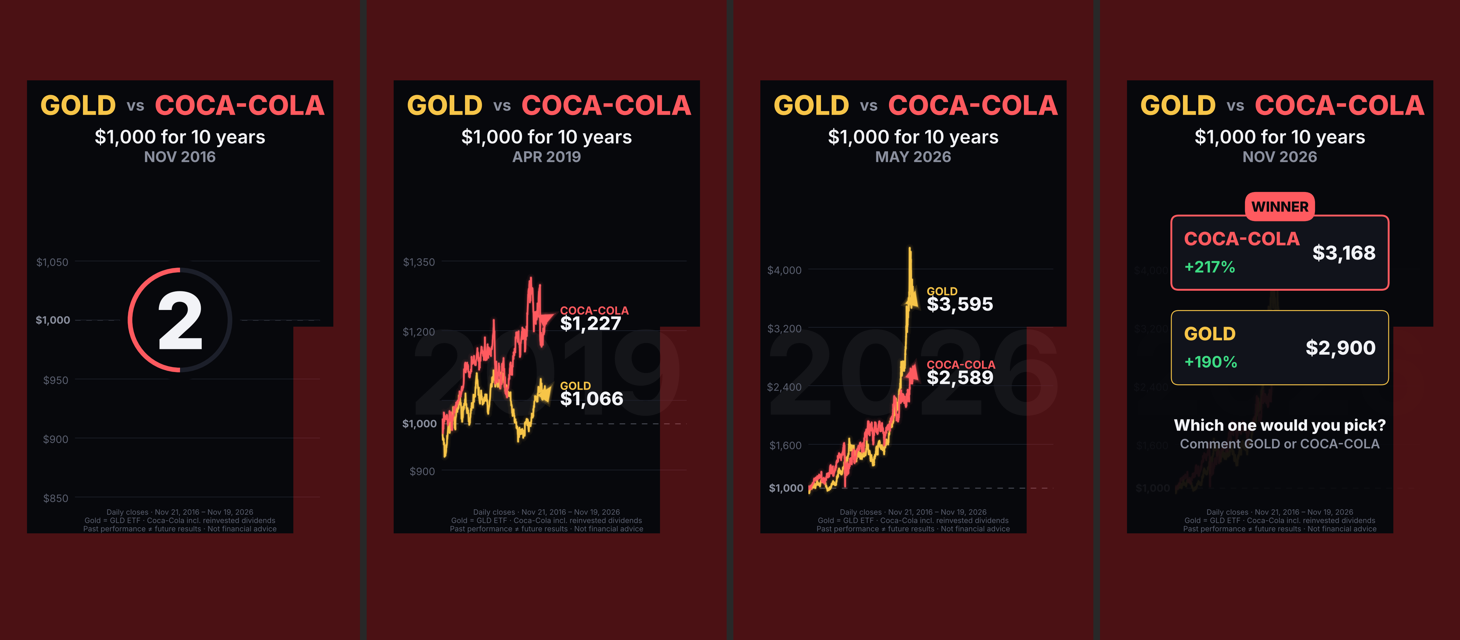 GOLD vs COCA-COLA
$1,000 for 10 years
NOV 2016
$1,050
2
$1,000
$950
$900
$850
Daily closes · Nov 21, 2016 – Nov 19, 2026
Gold = GLD ETF · Coca-Cola incl. reinvested dividends
Past performance ≠ future results · Not financial advice
GOLD vs COCA-COLA
$1,000 for 10 years
APR 2019
$1,350
COCA-COLA
$1,227
$1,200
2019
GOLD
$1,066
$1,000
$900
Daily closes · Nov 21, 2016 – Nov 19, 2026
Gold = GLD ETF · Coca-Cola incl. reinvested dividends
Past performance ≠ future results · Not financial advice
GOLD vs COCA-COLA
$1,000 for 10 years
MAY 2026
$4,000
GOLD
$3,595
$3,200
2026
COCA-COLA
$2,589
$2,400
$1,600
$1,000
Daily closes · Nov 21, 2016 – Nov 19, 2026
Gold = GLD ETF · Coca-Cola incl. reinvested dividends
Past performance ≠ future results · Not financial advice
GOLD vs COCA-COLA
$1,000 for 10 years
NOV 2026
WINNER
COCA-COLA
$3,168
+217%
GOLD
$2,900
+190%
Which one would you pick?
Comment GOLD or COCA-COLA
$1,000
Daily closes · Nov 21, 2016 – Nov 19, 2026
Gold = GLD ETF · Coca-Cola incl. reinvested dividends
Past performance ≠ future results · Not financial advice